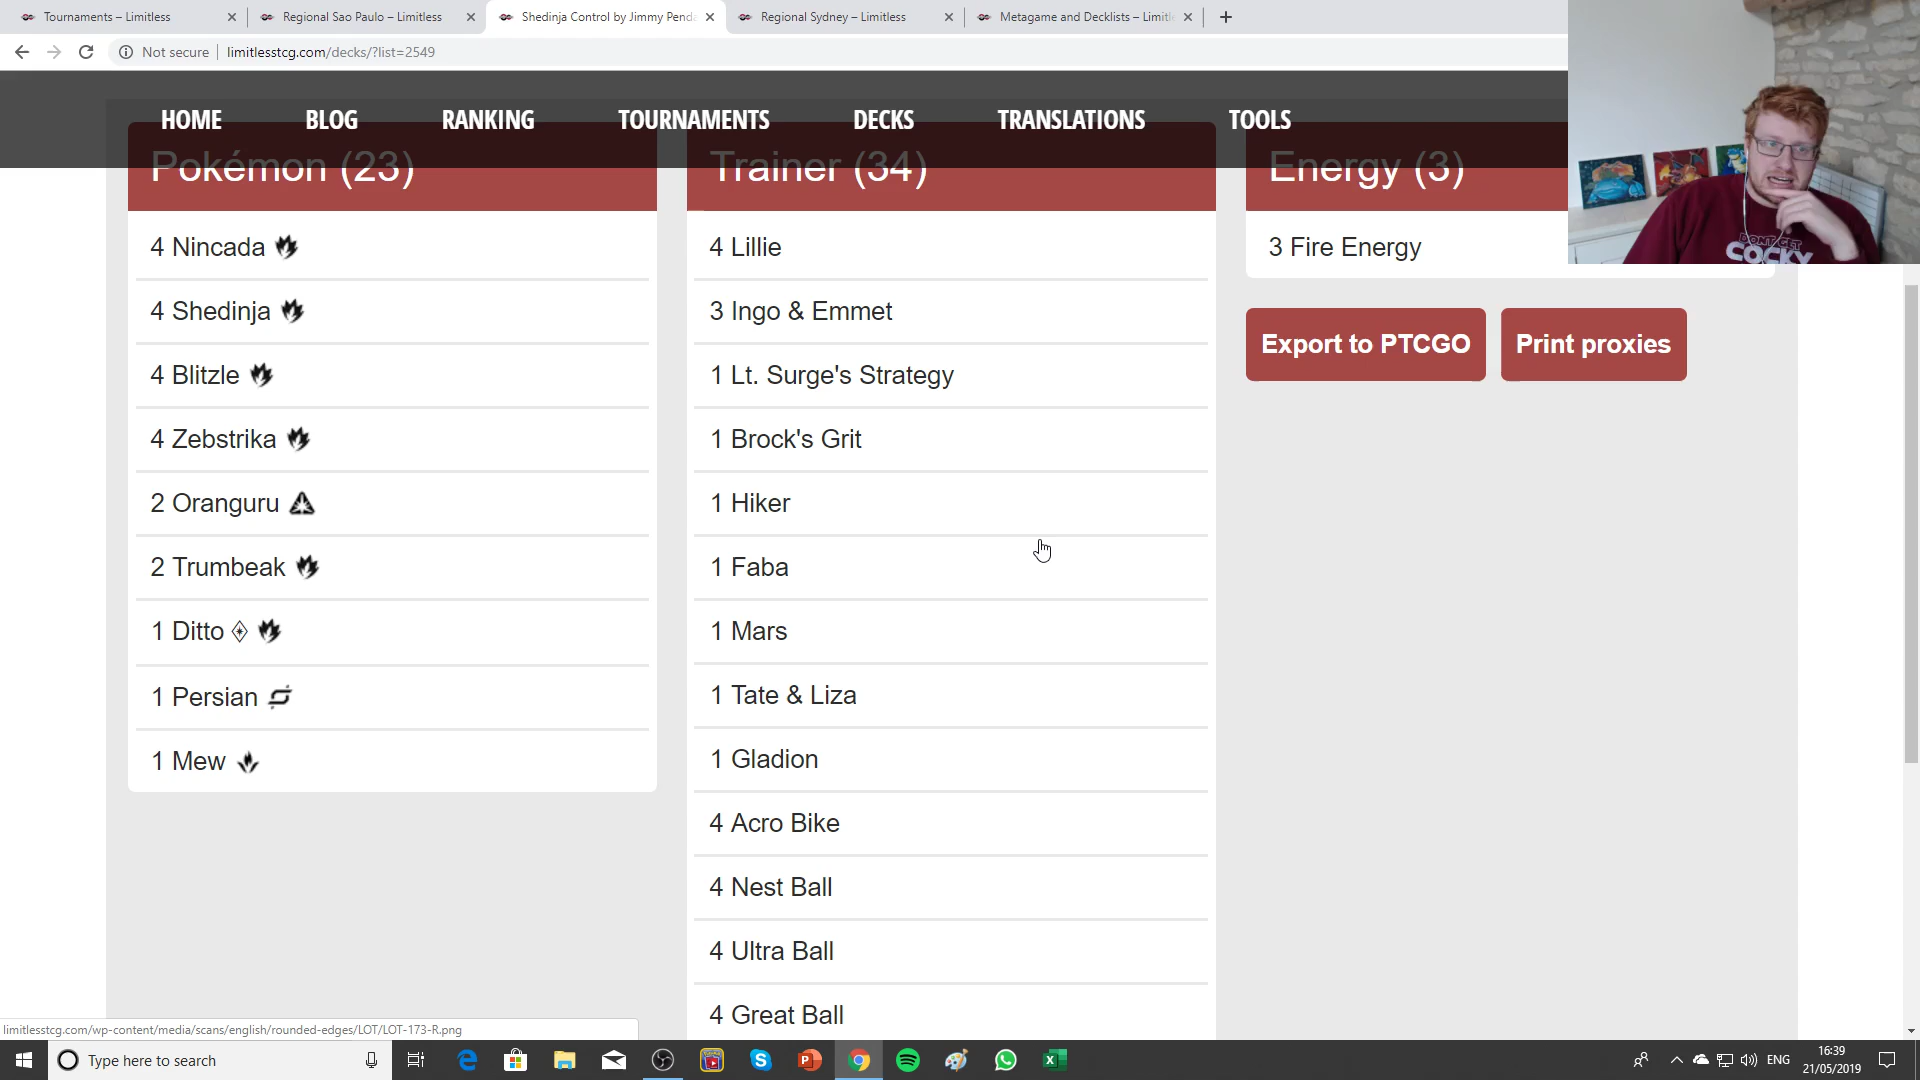 Tournaments – Limitless
Regional Sao Paulo – Limitless
Shedinja Control by Jimmy Penda
Regional Sydney – Limitless
Metagame and Decklists – Limitl
Not secure
limitlesstcg.com/decks/?list=2549
HOME
BLOG
RANKING
TOURNAMENTS
DECKS
TRANSLATIONS
TOOLS
Pokémon (23)
4 Nincada
4 Shedinja
4 Blitzle
4 Zebstrika
2 Oranguru
2 Trumbeak
1 Ditto
1 Persian
1 Mew
Trainer (34)
4 Lillie
3 Ingo & Emmet
1 Lt. Surge's Strategy
1 Brock's Grit
1 Hiker
1 Faba
1 Mars
1 Tate & Liza
1 Gladion
4 Acro Bike
4 Nest Ball
4 Ultra Ball
4 Great Ball
Energy (3)
3 Fire Energy
Export to PTCGO
Print proxies
DON'T GET
COCKY
limitlesstcg.com/wp-content/media/scans/english/rounded-edges/LOT/LOT-173-R.png
Type here to search
ENG
16:39
21/05/2019